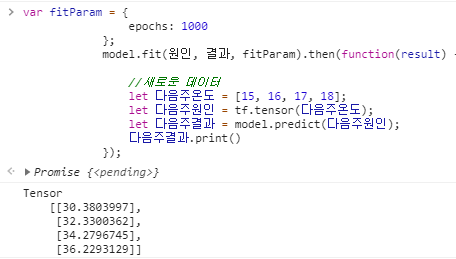 > var fitParam = {
epochs: 1000
};
model.fit(원인, 결과, fitParam).then(function(result)
//새로운 데이터
let 다음주온도 = [15, 16, 17, 18];
let 다음주원인 = tf.tensor(다음주온도);
let 다음주결과 = model.predict(다음주원인);
다음주결과.print()
});
Promise {<pending>}
Tensor
[[30.3803997],
[32.3300362],
[34.2796745],
[36.2293129]]